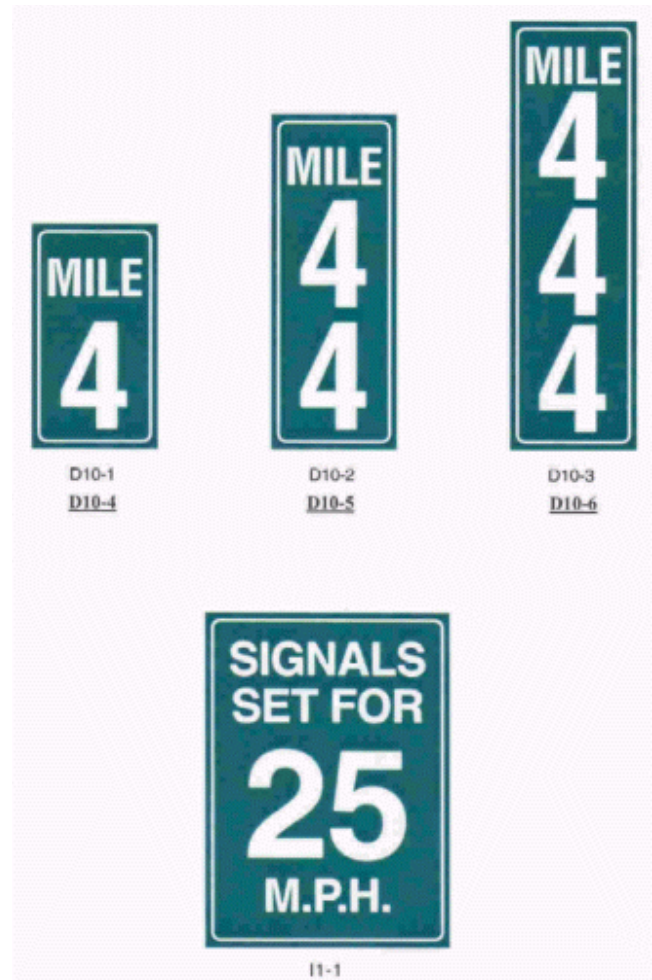 MILE
4
D10-1
D10-4
MILE
4
4
D10-2
D10-5
MILE
4
4
4
D10-3
D10-6
SIGNALS
SET FOR
25
M.P.H.
I1-1